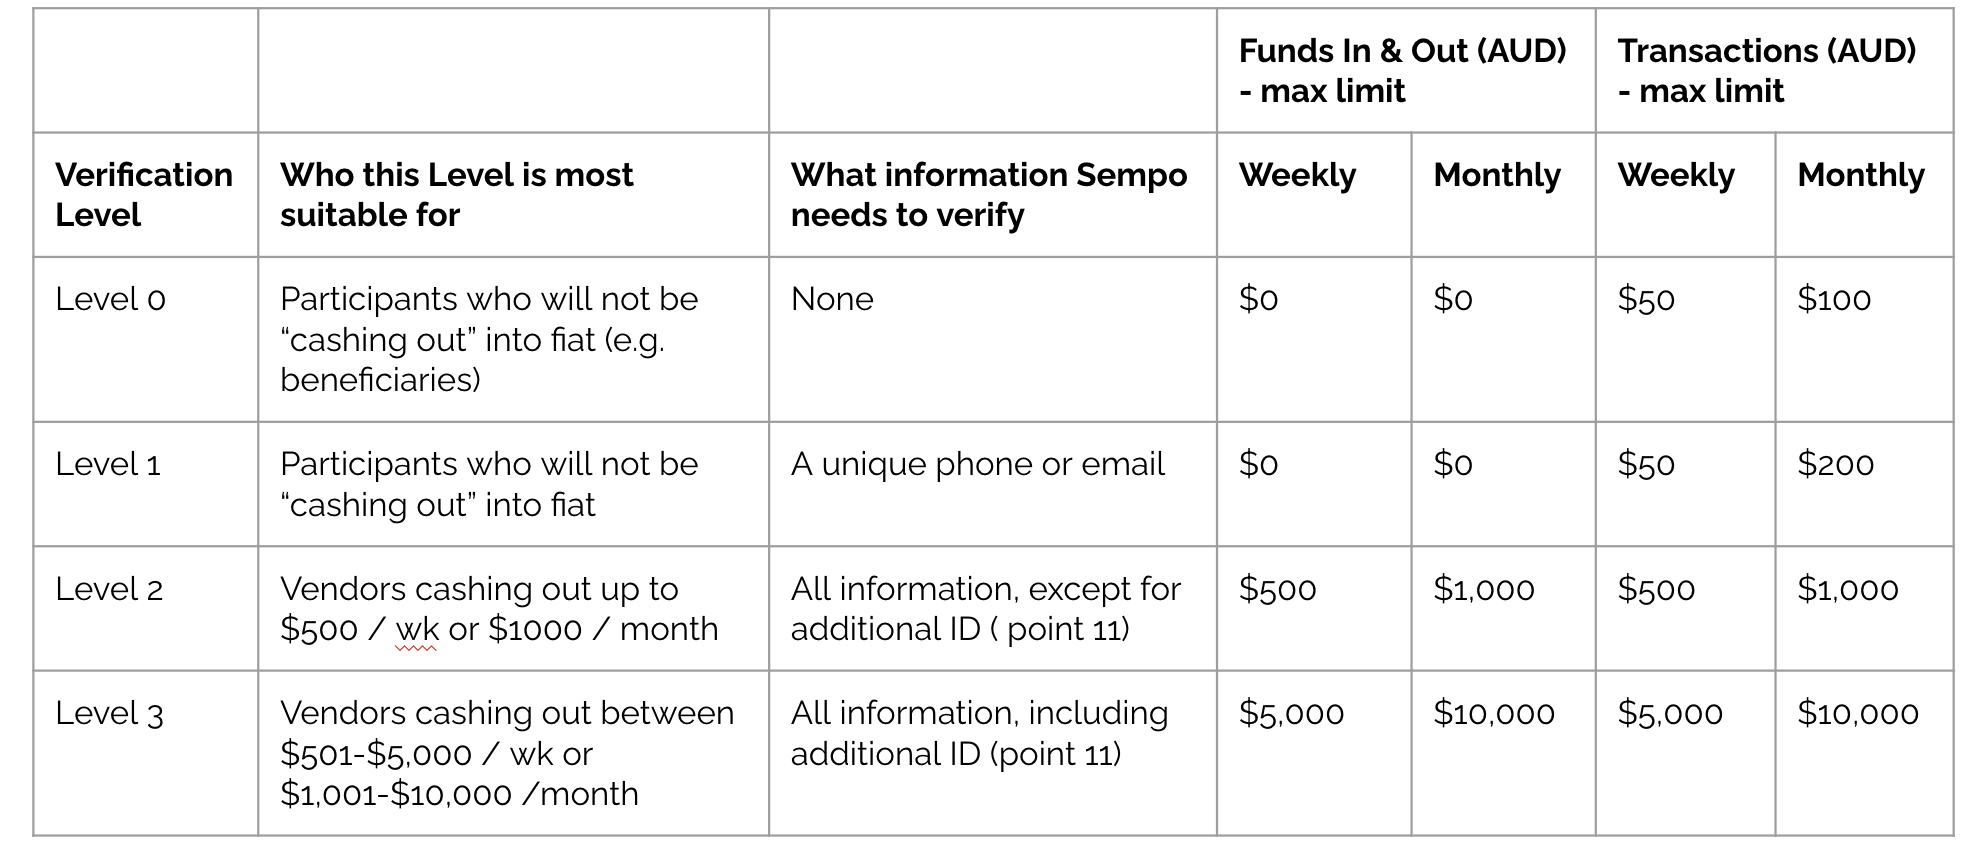 Funds In & Out (AUD)
- max limit
Transactions (AUD)
- max limit
Verification
Level
Who this Level is most
suitable for
What information Sempo
needs to verify
Weekly
Monthly
Weekly
Monthly
Level 0
Participants who will not be
“cashing out” into fiat (e.g.
beneficiaries)
None
$0
$0
$50
$100
Level 1
Participants who will not be
“cashing out” into fiat
A unique phone or email
$0
$0
$50
$200
Level 2
Vendors cashing out up to
$500 / wk or $1000 / month
All information, except for
additional ID ( point 11)
$500
$1,000
$500
$1,000
Level 3
Vendors cashing out between
$501-$5,000 / wk or
$1,001-$10,000 /month
All information, including
additional ID (point 11)
$5,000
$10,000
$5,000
$10,000